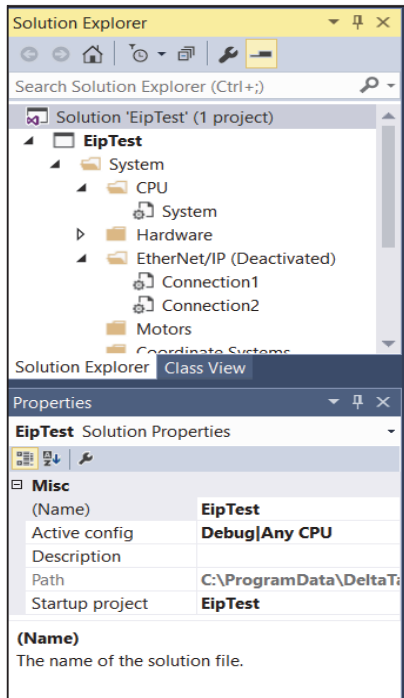 Solution Explorer
Search Solution Explorer (Ctrl+;)
Solution 'EipTest' (1 project)
EipTest
System
CPU
System
Hardware
EtherNet/IP (Deactivated)
Connection1
Connection2
Motors
Coordinate Systems
Solution Explorer Class View
Properties
EipTest Solution Properties
Misc
(Name) EipTest
Active config Debug|Any CPU
Description
Path C:\ProgramData\DeltaTa
Startup project EipTest
(Name)
The name of the solution file.